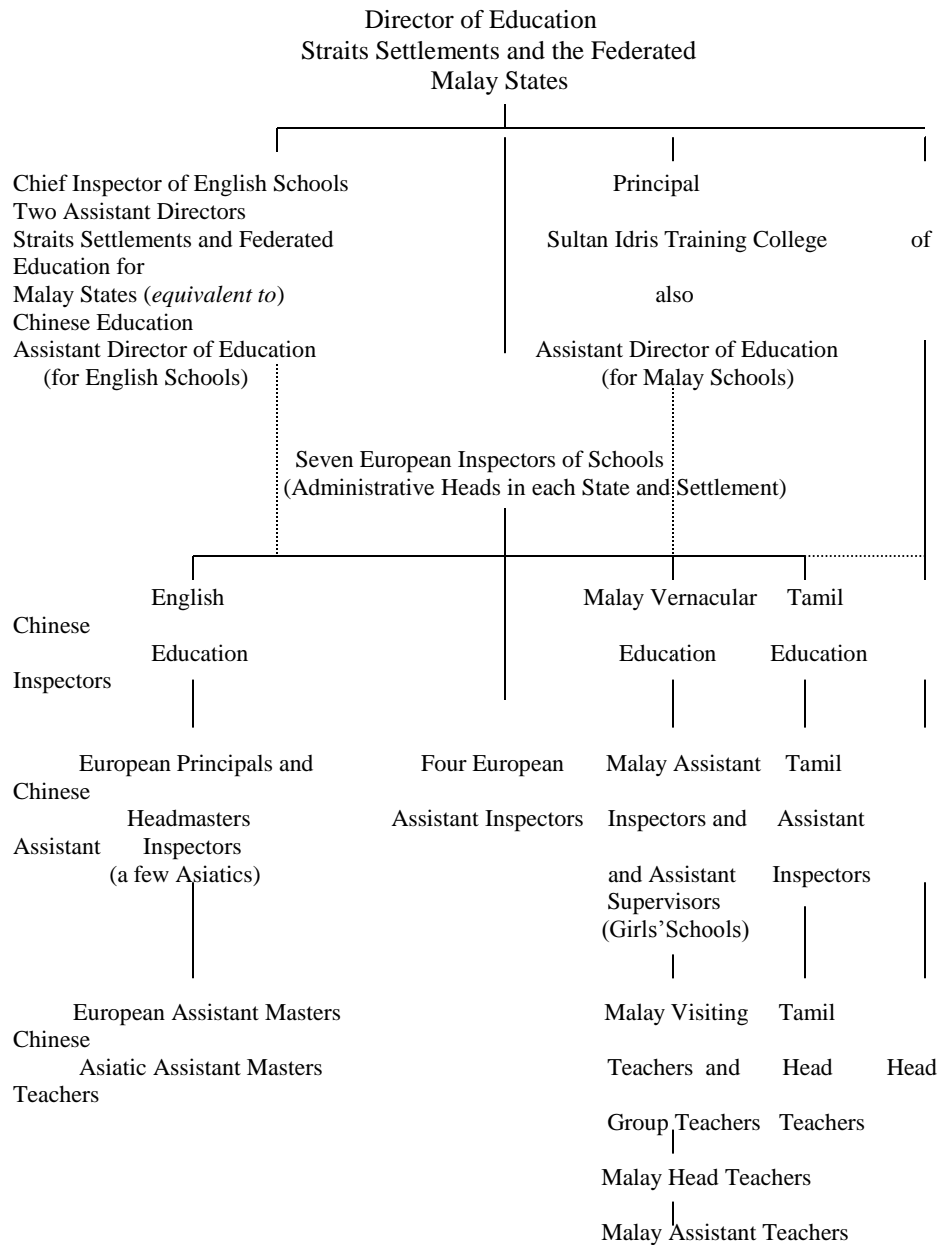 Director of Education
Straits Settlements and the Federated
Malay States
Chief Inspector of English Schools Principal
Two Assistant Directors
Straits Settlements and Federated Sultan Idris Training College of
Education for
Malay States (equivalent to) also
Chinese Education
Assistant Director of Education Assistant Director of Education
(for English Schools) (for Malay Schools)
Seven European Inspectors of Schools
(Administrative Heads in each State and Settlement)
English Malay Vernacular Tamil
Chinese
Education Education Education
Inspectors
European Principals and Four European Malay Assistant Tamil
Chinese
Headmasters Assistant Inspectors Inspectors and Assistant
Assistant Inspectors
(a few Asiatics) and Assistant Inspectors
Supervisors
(Girls'Schools)
European Assistant Masters Malay Visiting Tamil
Chinese
Asiatic Assistant Masters Teachers and Head Head
Teachers
Group Teachers Teachers
Malay Head Teachers
Malay Assistant Teachers